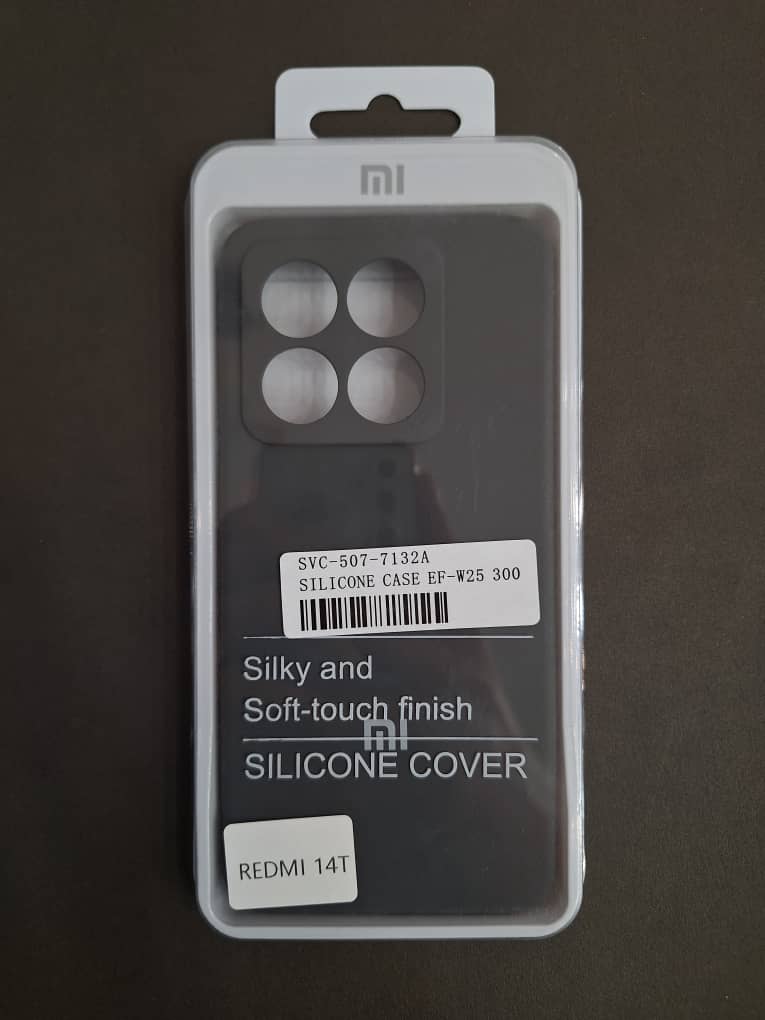 mi
SVC-507-7132A
SILICONE CASE EF-W25 300
Silky and
Soft-touch finish
mi
SILICONE COVER
REDMI 14T